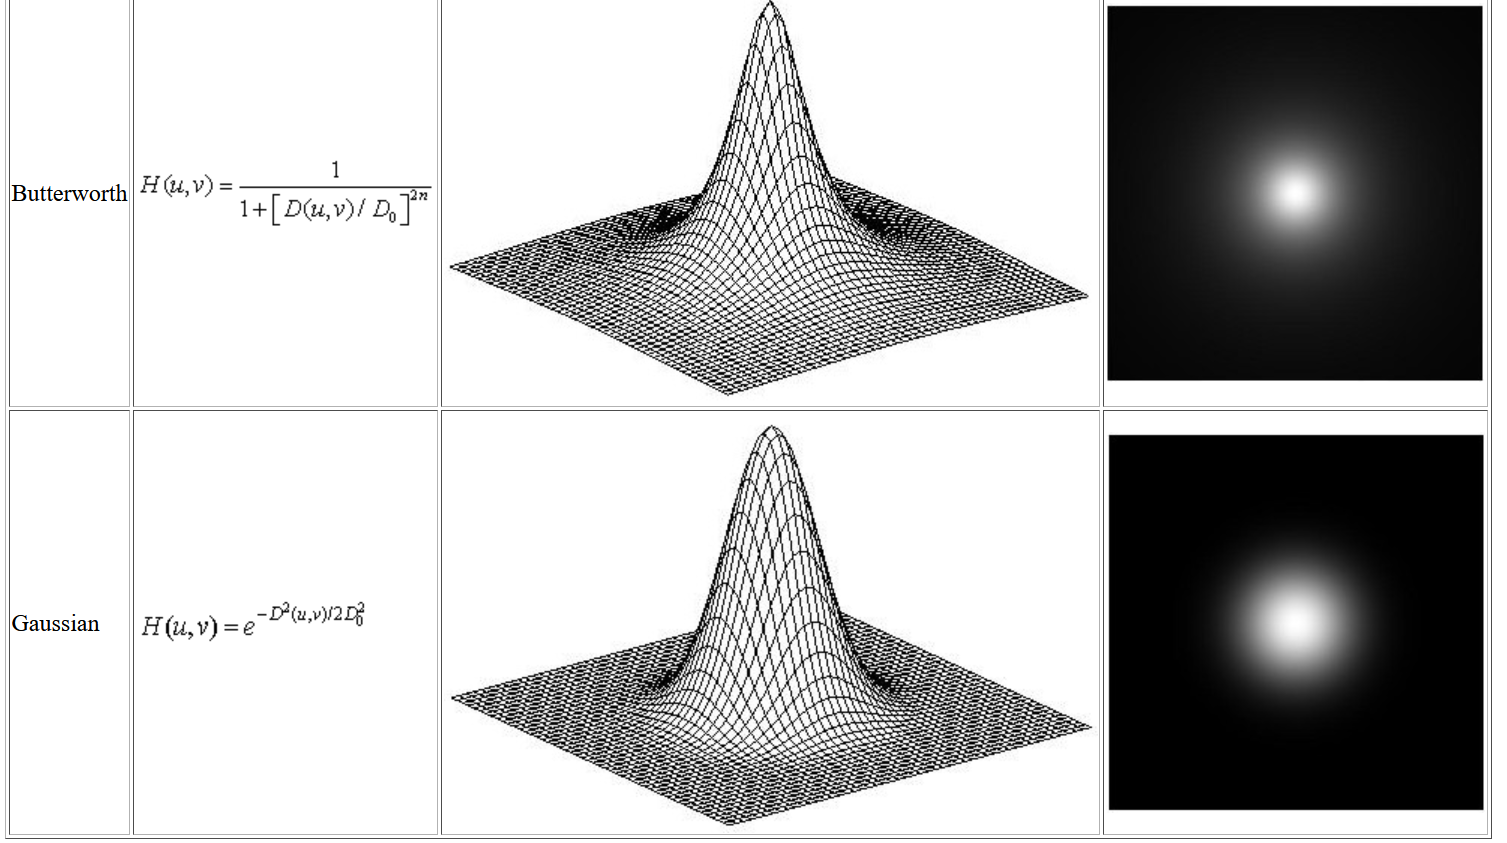 Butterworth
H(u,v) = 1 / 1+[D(u,v)/ D₀]²ⁿ
Gaussian
H(u,v) = e^(-D²(u,v)/2D₀²)